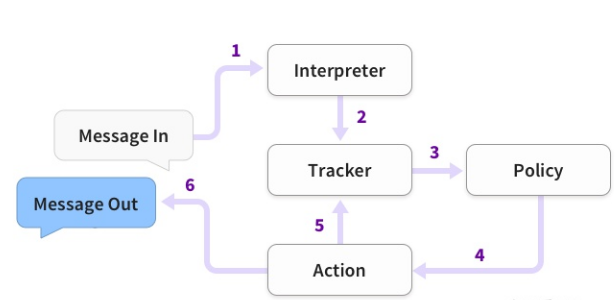 1
Interpreter
2
Message In
Tracker
3
Policy
6
Message Out
5
4
Action